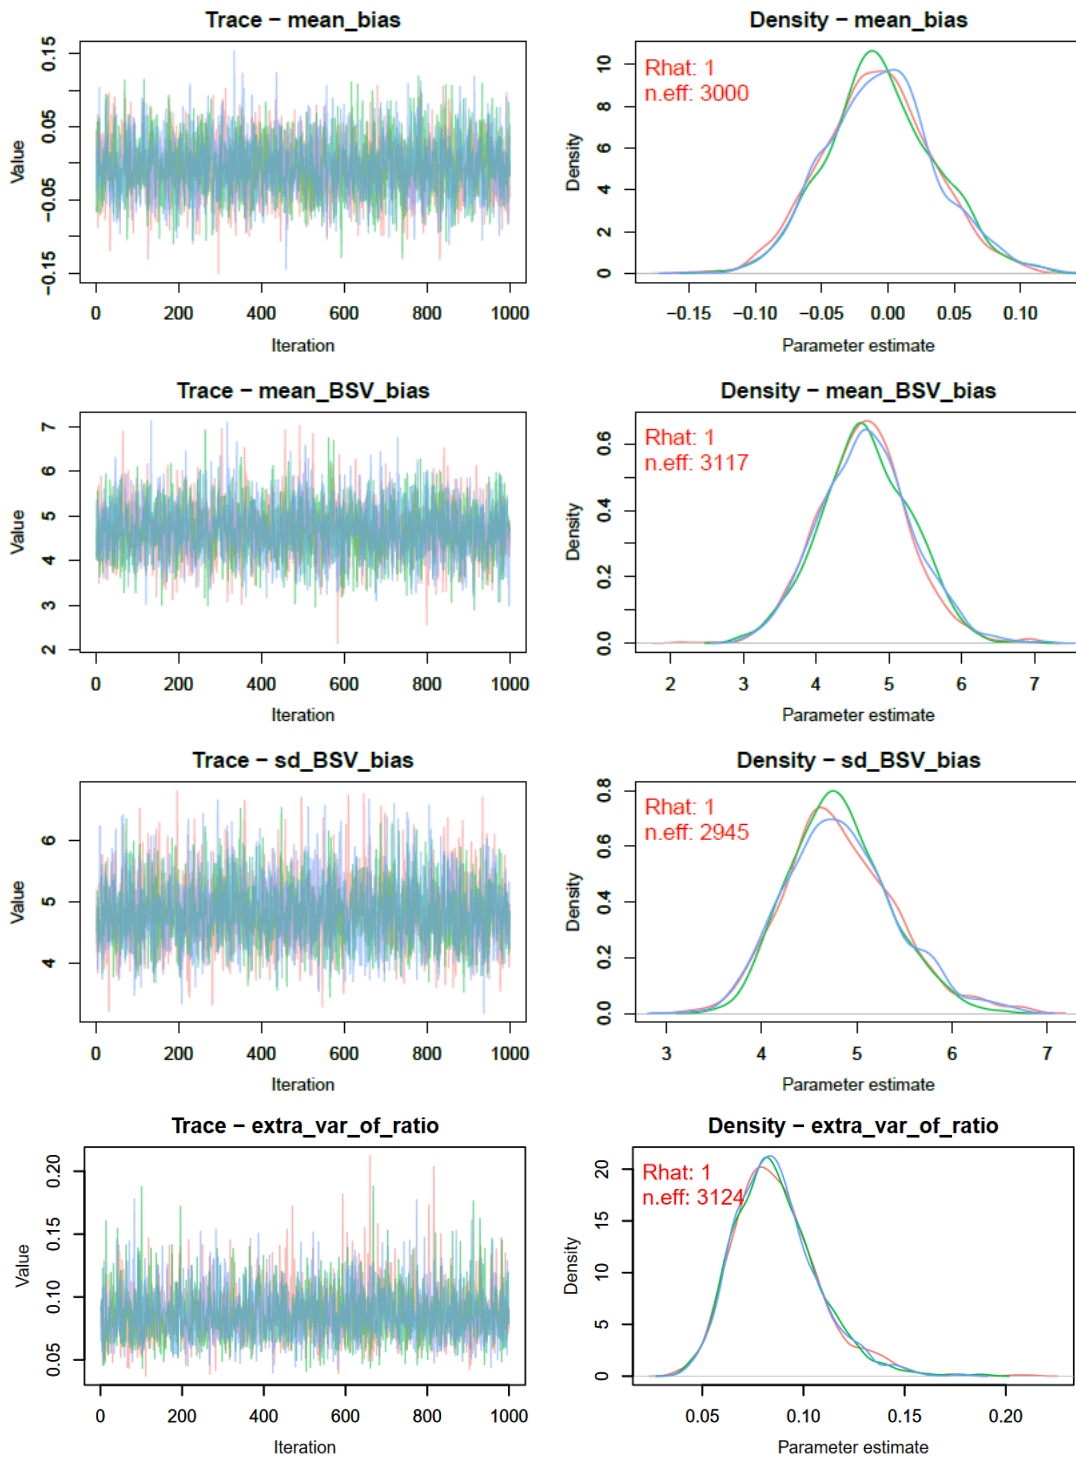 Trace − mean_bias
Density − mean_bias
Value
0.15
0.05
−0.05
−0.15
0
200
400
600
800
1000
Iteration
Rhat: 1
n.eff: 3000
Density
10
8
6
4
2
0
−0.15
−0.10
−0.05
0.00
0.05
0.10
Parameter estimate
Trace − mean_BSV_bias
Density − mean_BSV_bias
Value
7
6
5
4
3
2
0
200
400
600
800
1000
Iteration
Rhat: 1
n.eff: 3117
Density
0.6
0.4
0.2
0.0
2
3
4
5
6
7
Parameter estimate
Trace − sd_BSV_bias
Density − sd_BSV_bias
Value
6
5
4
0
200
400
600
800
1000
Iteration
Rhat: 1
n.eff: 2945
Density
0.8
0.6
0.4
0.2
0.0
3
4
5
6
7
Parameter estimate
Trace − extra_var_of_ratio
Density − extra_var_of_ratio
Value
0.20
0.15
0.10
0.05
0
200
400
600
800
1000
Iteration
Rhat: 1
n.eff: 3124
Density
20
15
10
5
0
0.05
0.10
0.15
0.20
Parameter estimate